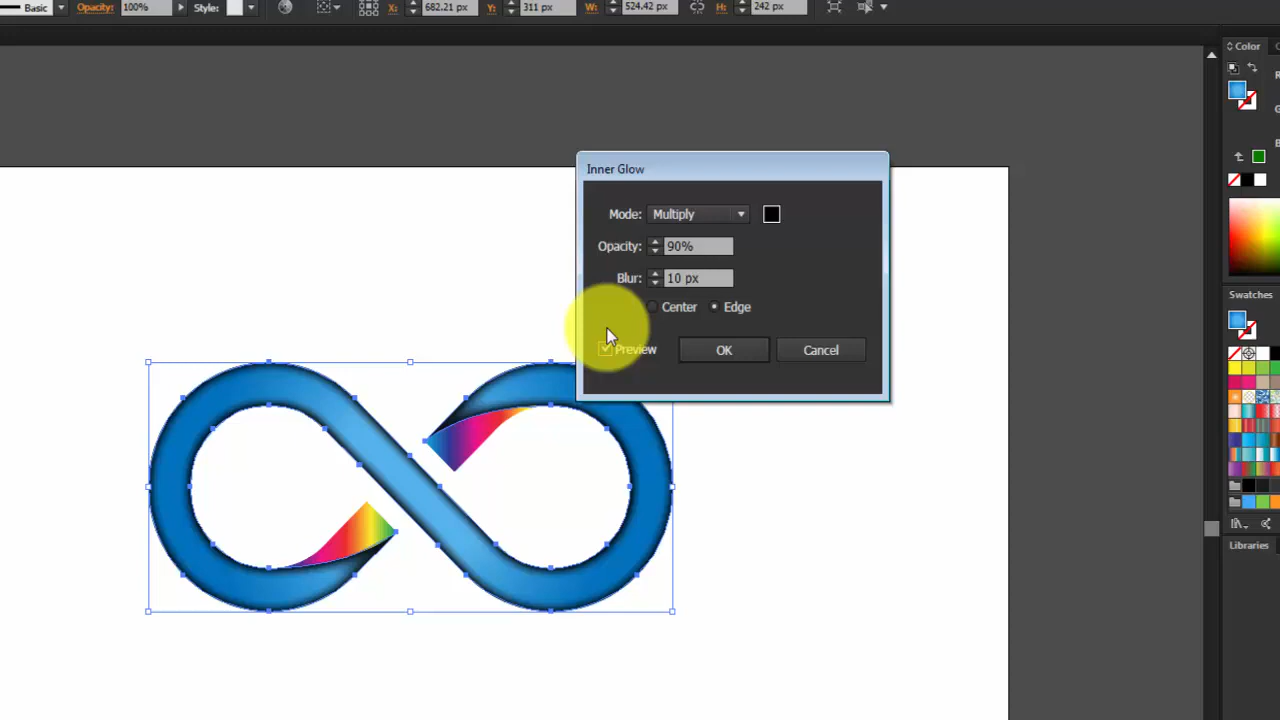 Basic Opacity: 100% Style: X: 682.21 px Y: 311 px W: 524.42 px H: 242 px
Color
Inner Glow
Mode: Multiply
Opacity: 90%
Blur: 10 px
Center Edge
Preview OK Cancel
Swatches
Libraries